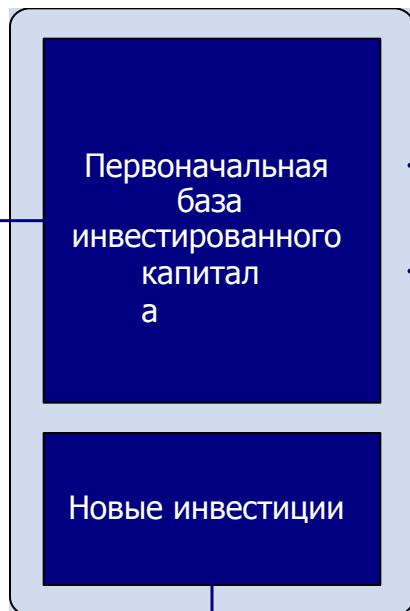 Первоначальная
база
инвестированного
капитал
а
Новые инвестиции